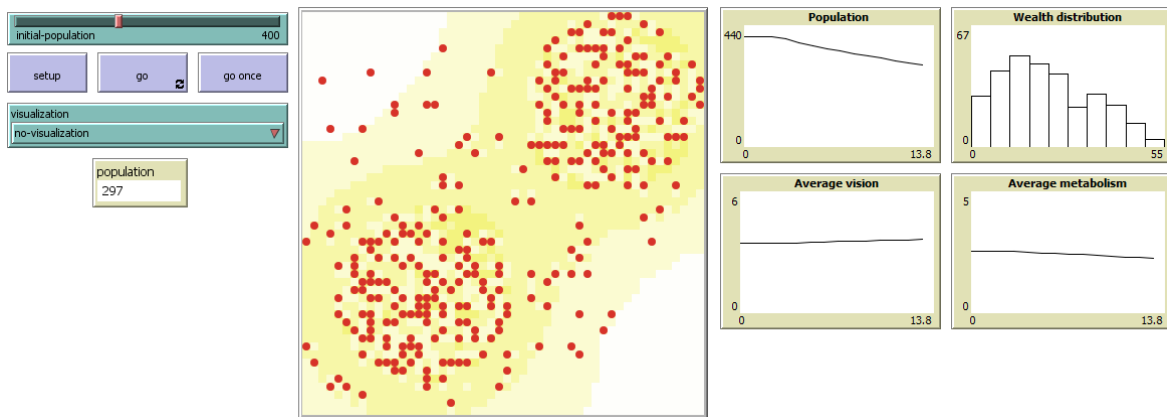 initial-population 400
setup
go
go once
visualization
no-visualization
population
297
Population
440
0
0 13.8
Wealth distribution
67
0
0 55
Average vision
6
0
0 13.8
Average metabolism
5
0
0 13.8